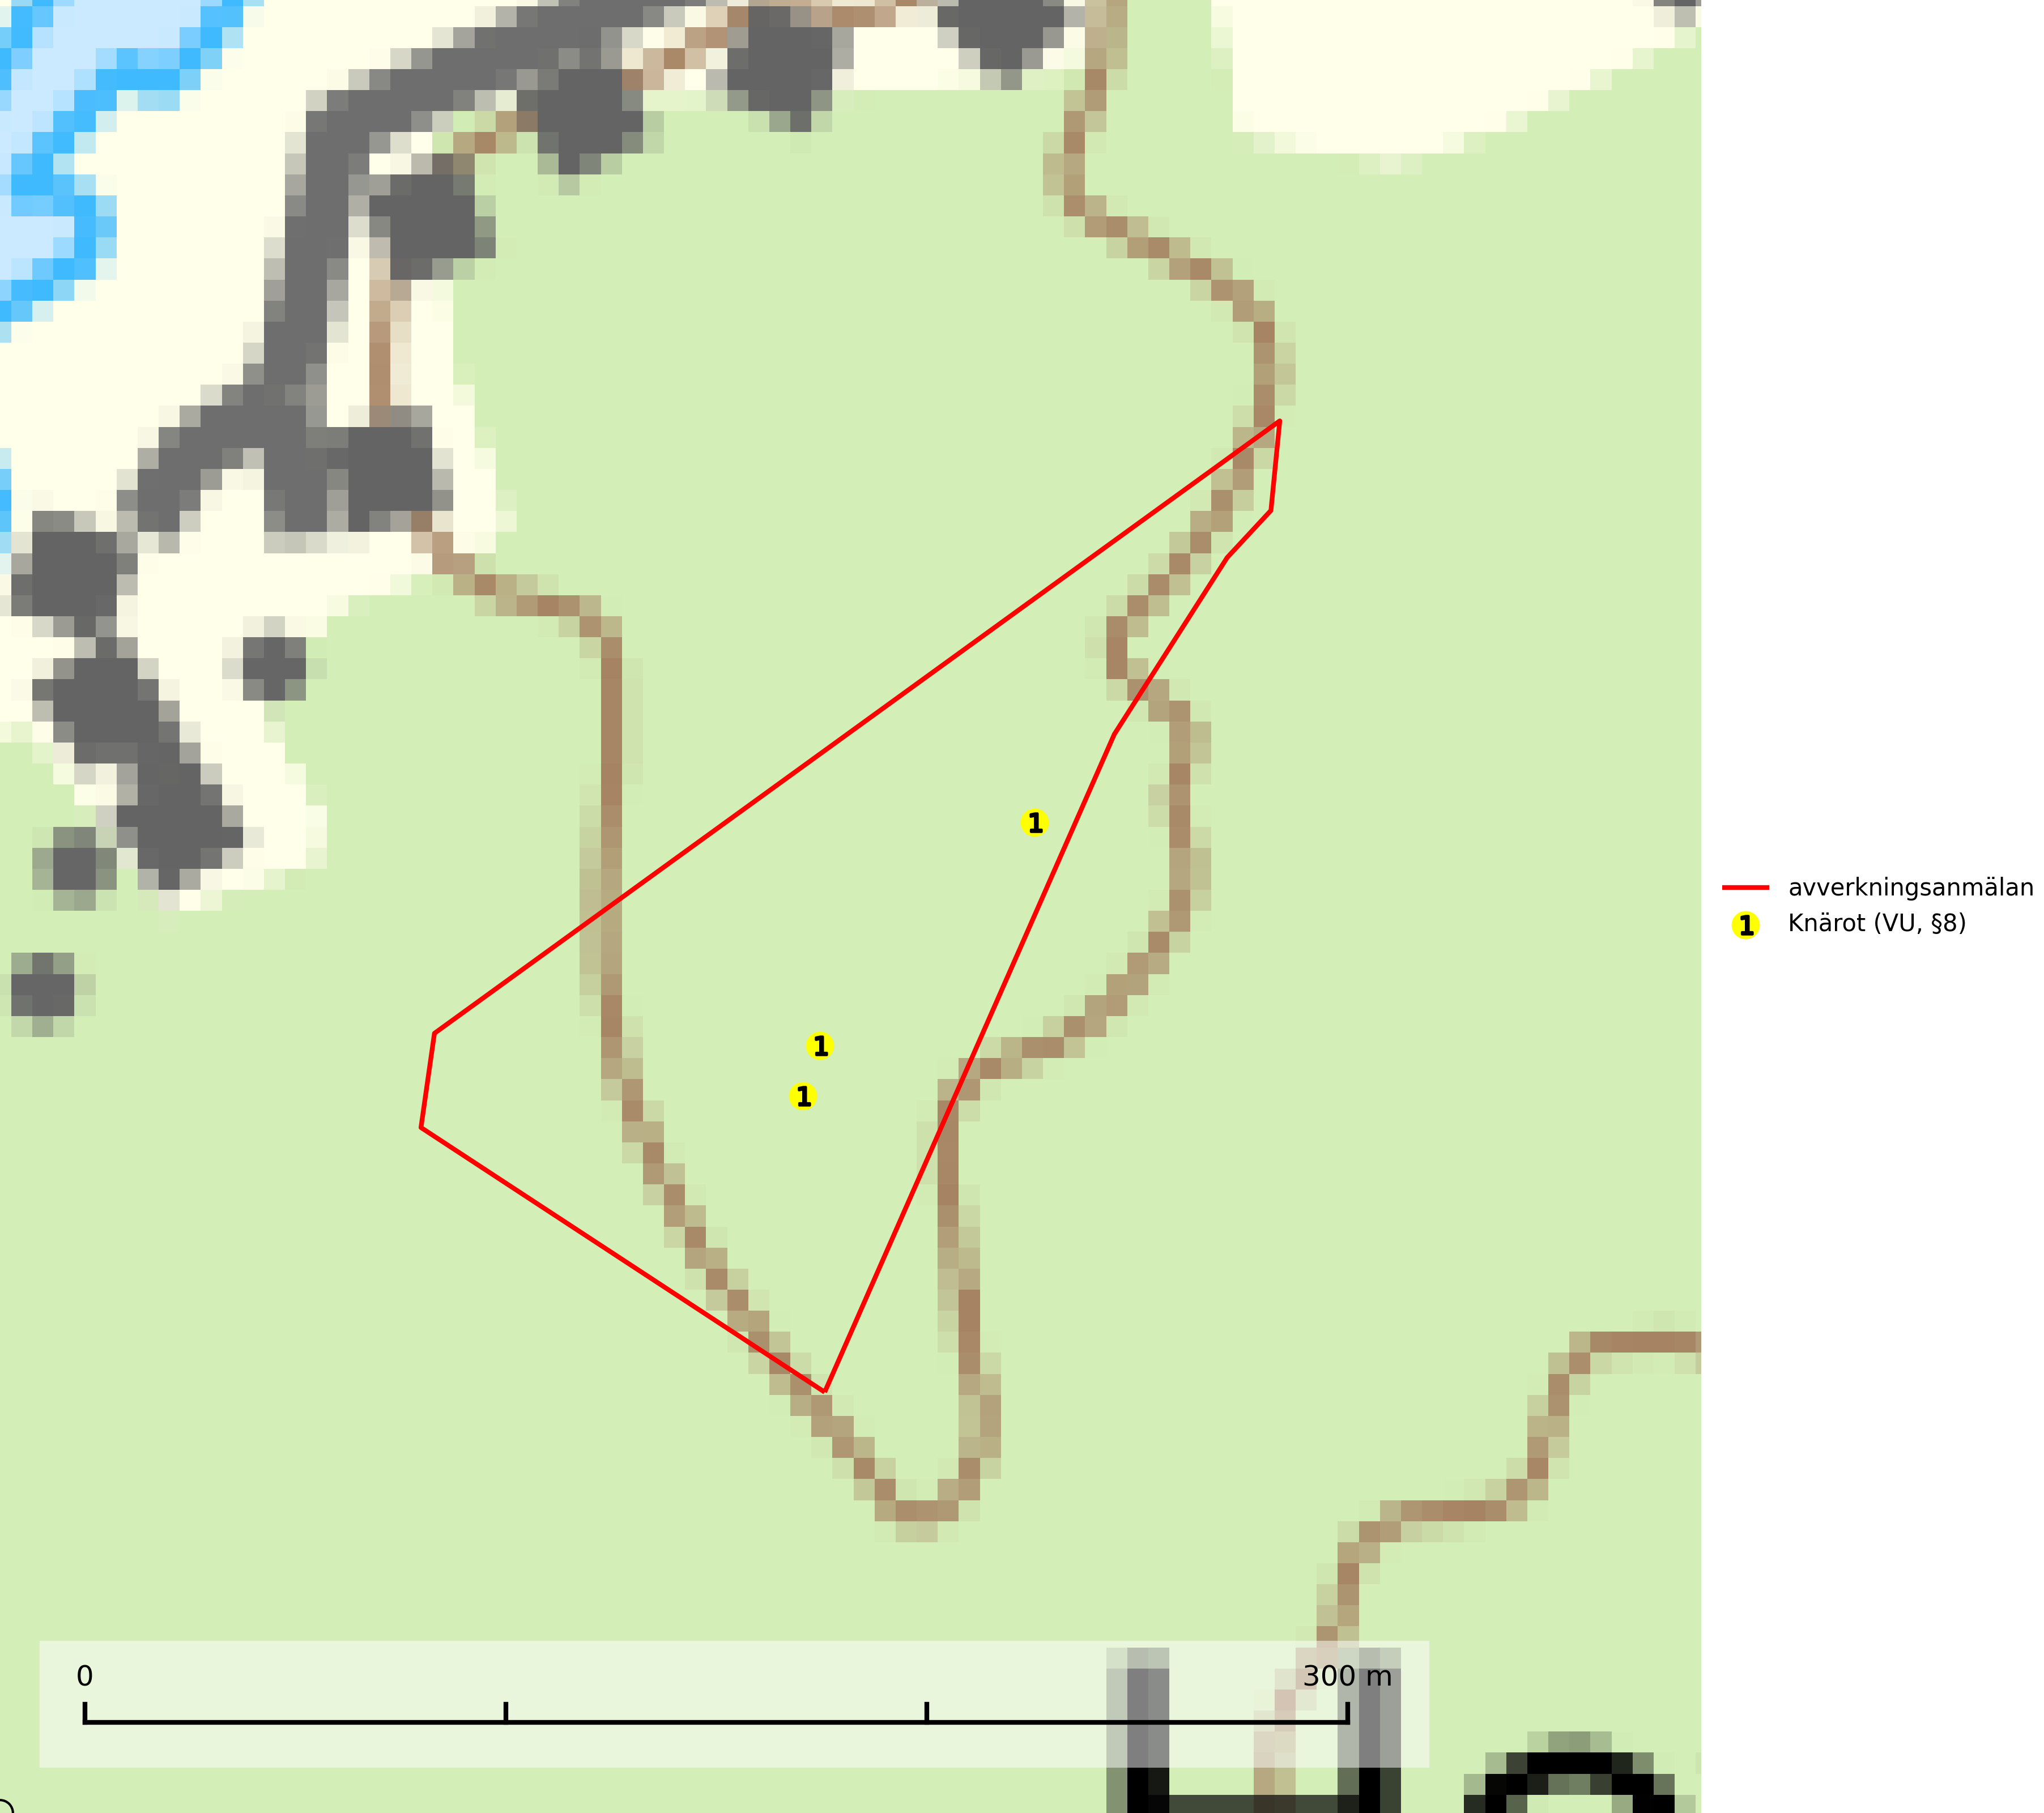 1
1
1
avverkningsanmälan
1 Knärot (VU, §8)
0 300 m